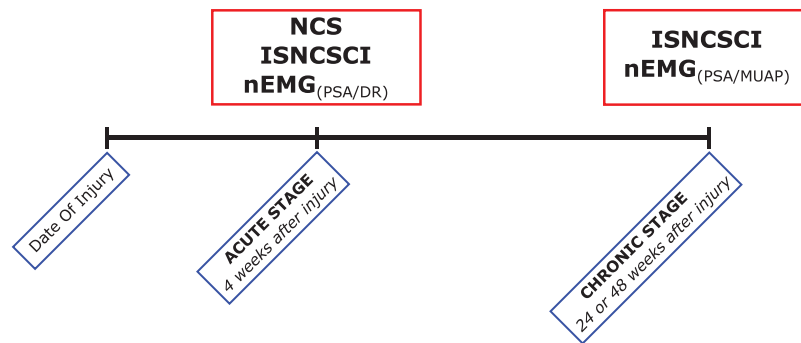 NCS
ISNCSCI
nEMG(PSA/DR)
ISNCSCI
nEMG(PSA/MUAP)
Date Of Injury
ACUTE STAGE
4 weeks after injury
CHRONIC STAGE
24 or 48 weeks after injury